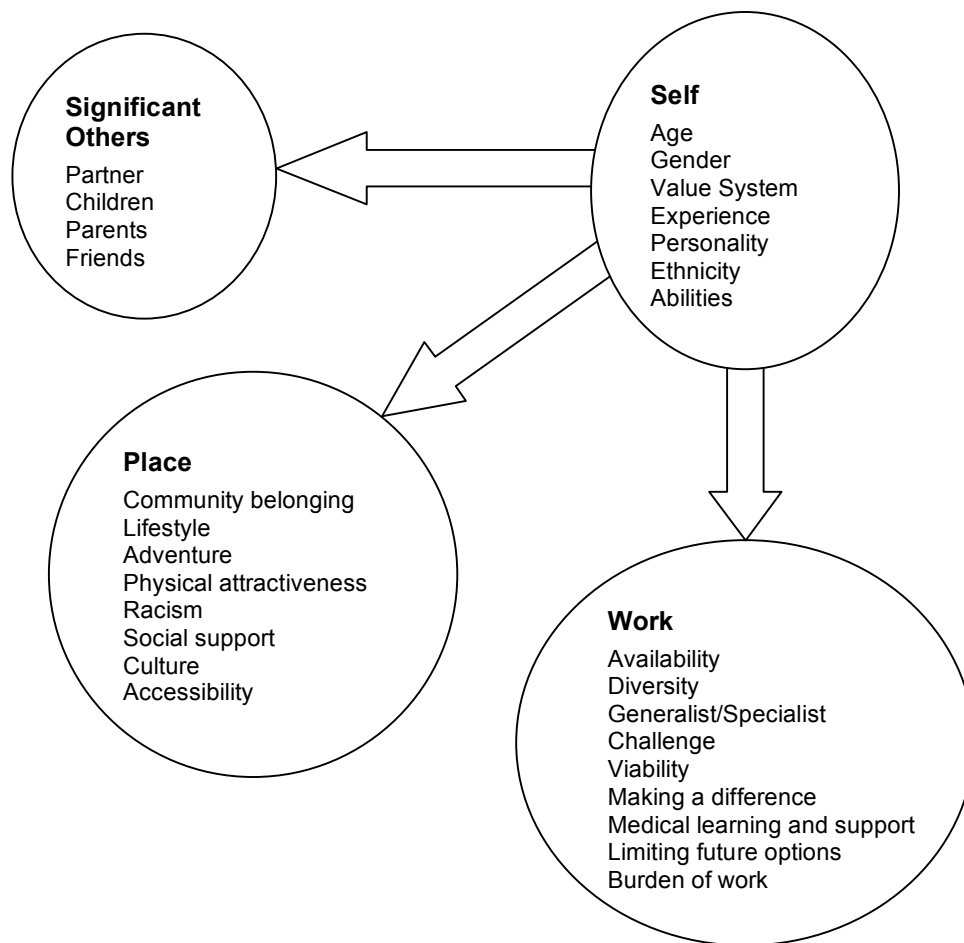 Significant
Others
Partner
Children
Parents
Friends
Self
Age
Gender
Value System
Experience
Personality
Ethnicity
Abilities
Place
Community belonging
Lifestyle
Adventure
Physical attractiveness
Racism
Social support
Culture
Accessibility
Work
Availability
Diversity
Generalist/Specialist
Challenge
Viability
Making a difference
Medical learning and support
Limiting future options
Burden of work